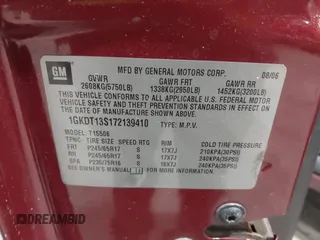 GM
MFD BY GENERAL MOTORS CORP.
08/06
GVWR GAWR FRT GAWR RR
2608KG(5750LB) 1338KG(2950LB) 1452KG(3200LB)
THIS VEHICLE CONFORMS TO ALL APPLICABLE U.S. FEDERAL MOTOR
VEHICLE SAFETY, BUMPER, AND THEFT PREVENTION STANDARDS IN EFFECT
ON THE DATE OF MANUFACTURE SHOWN ABOVE.
1GKDT13S172139410 TYPE: M.P.V.
T15506
TPNC TIRE SIZE SPEED RTG RIM COLD TIRE PRESSURE
FRT P245/65R17 S 17X7J 210KPA(30PSI)
RR P245/65R17 S 17X7J 240KPA(35PSI)
SPA S 16X7J 240KPA(35PSI)
SEE OWNER'S MANUAL
DREAMBID